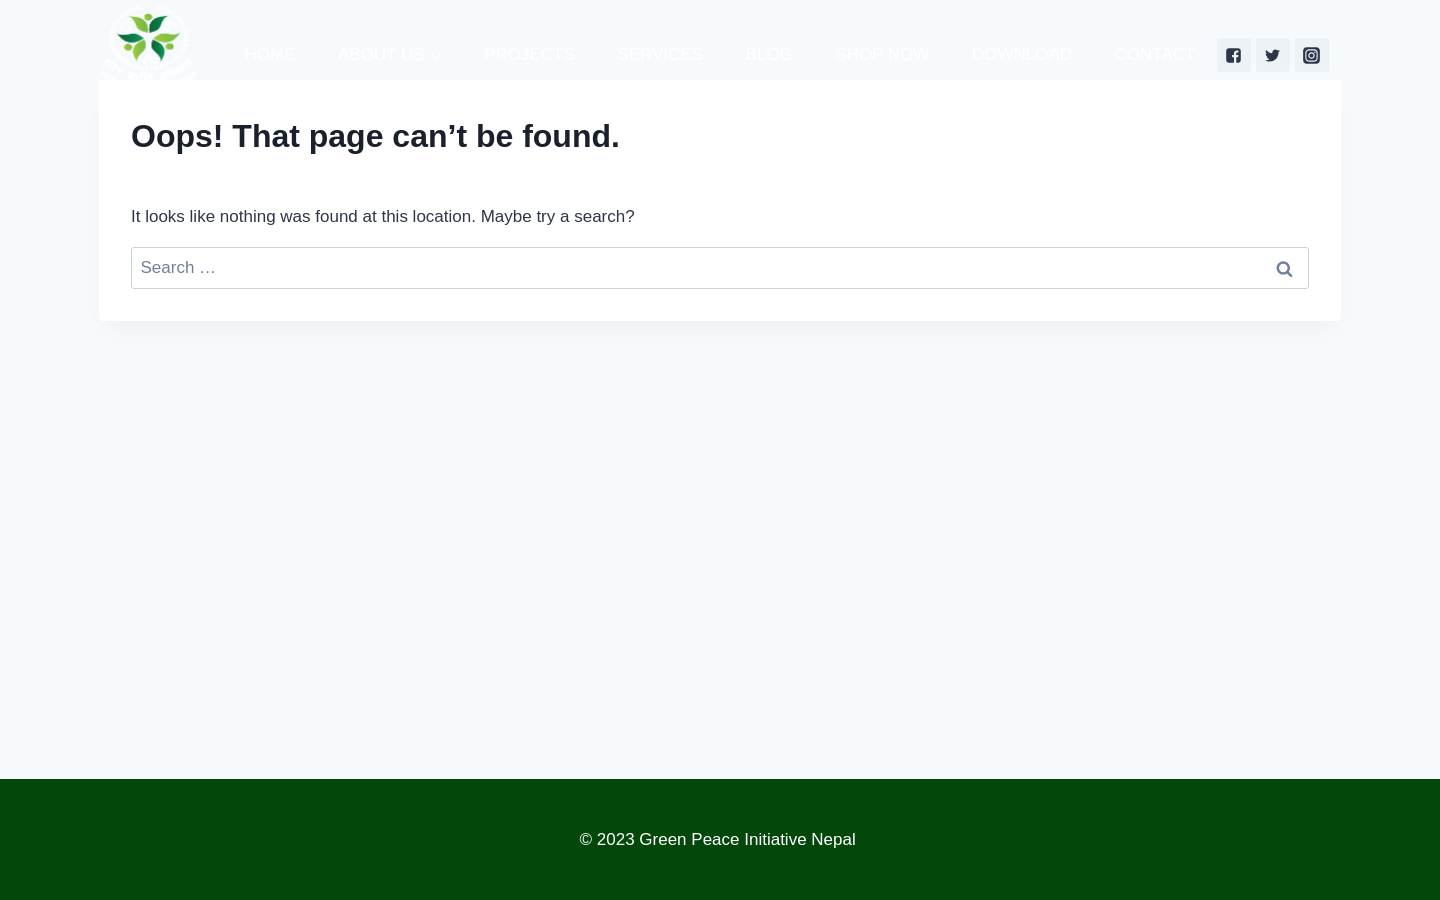 HOME ABOUT US PROJECTS SERVICES BLOG SHOP NOW DOWNLOAD CONTACT
Oops! That page can’t be found.
It looks like nothing was found at this location. Maybe try a search?
Search …
© 2023 Green Peace Initiative Nepal